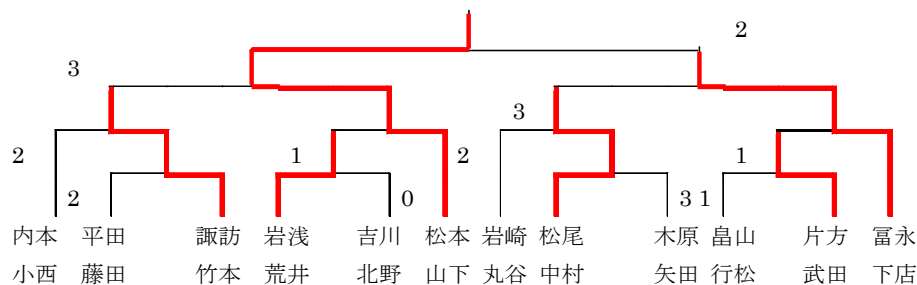 2
3
3
2 1 2 1
2 0 3 1
内本 平田 諏訪 岩浅 吉川 松本 岩崎 松尾 木原 畠山 片方 冨永
小西 藤田 竹本 荒井 北野 山下 丸谷 中村 矢田 行松 武田 下店